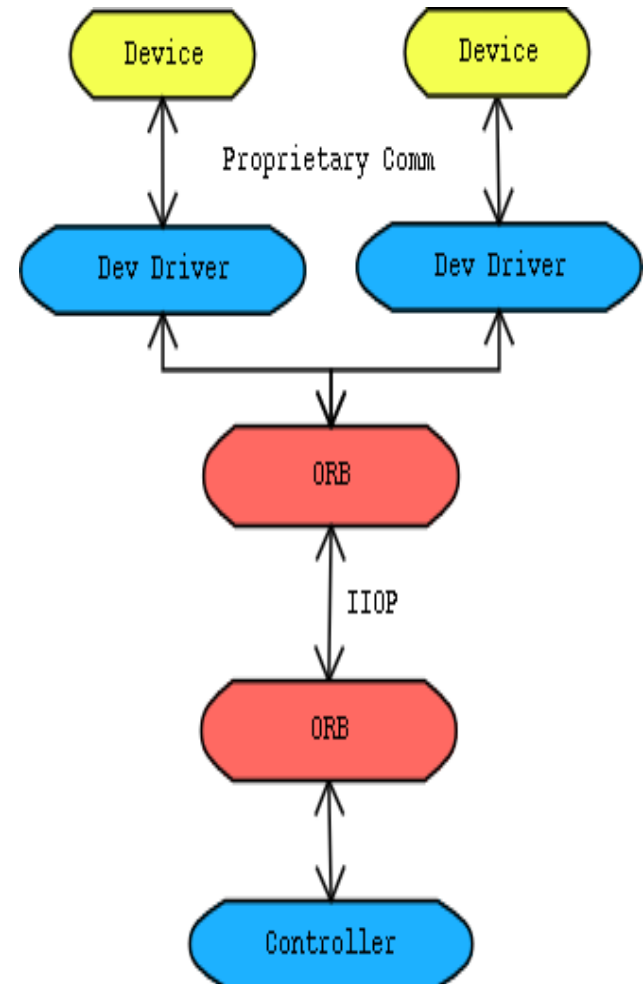 Device
Device
Proprietary Comm
Dev Driver
Dev Driver
ORB
IIOP
ORB
Controller